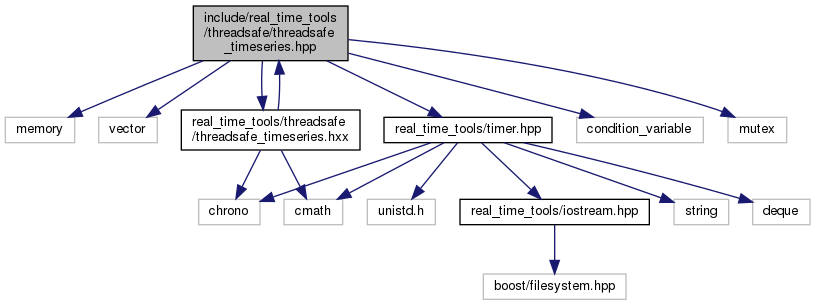 include/real_time_tools
/threadsafe/threadsafe
_timeseries.hpp
memory
vector
real_time_tools/threadsafe
/threadsafe_timeseries.hxx
real_time_tools/timer.hpp
condition_variable
mutex
chrono
cmath
unistd.h
real_time_tools/iostream.hpp
string
deque
boost/filesystem.hpp